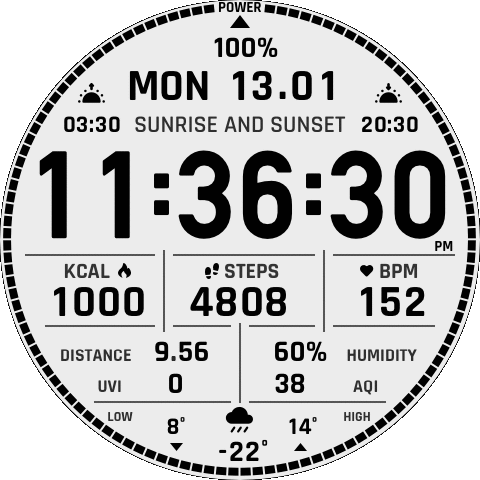 POWER
100%
MON 13.01
03:30 SUNRISE AND SUNSET 20:30
11:36:30
PM
KCAL STEPS BPM
1000 4808 152
DISTANCE 9.56 60% HUMIDITY
UVI 0 38 AQI
LOW 8° 14° HIGH
-22°